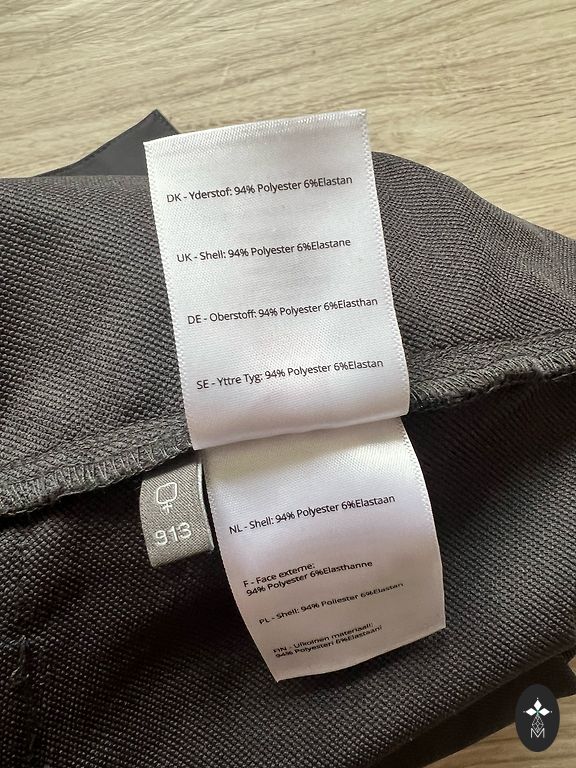 DK - Yderstof: 94% Polyester 6%Elastan
UK - Shell: 94% Polyester 6%Elastane
DE - Oberstoff: 94% Polyester 6%Elasthan
SE - Yttre Tyg: 94% Polyester 6%Elastan
NL - Shell: 94% Polyester 6%Elastaan
F - Face externe:
94% Polyester 6%Elasthanne
PL - Shell: 94% Poliester 6%Elastan
FIN - Ulkoinen materiaali:
94% Polyesteri 6%Elastaani
913
M